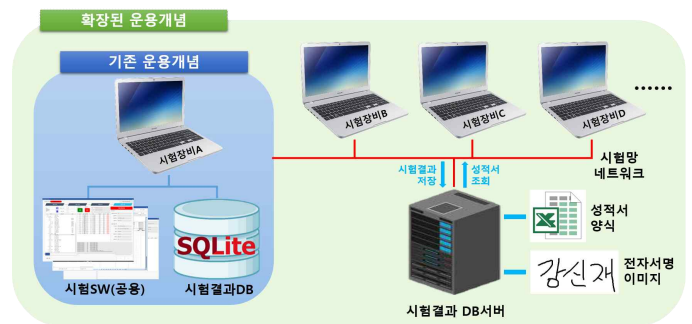 확장된 운용개념
기존 운용개념
시험장비A
시험장비B
시험장비C
시험장비D
......
시험망
네트워크
시험결과
저장
성적서
조회
SQLite
시험SW(공용)
시험결과DB
시험결과 DB서버
성적서
양식
감신재
전자서명
이미지